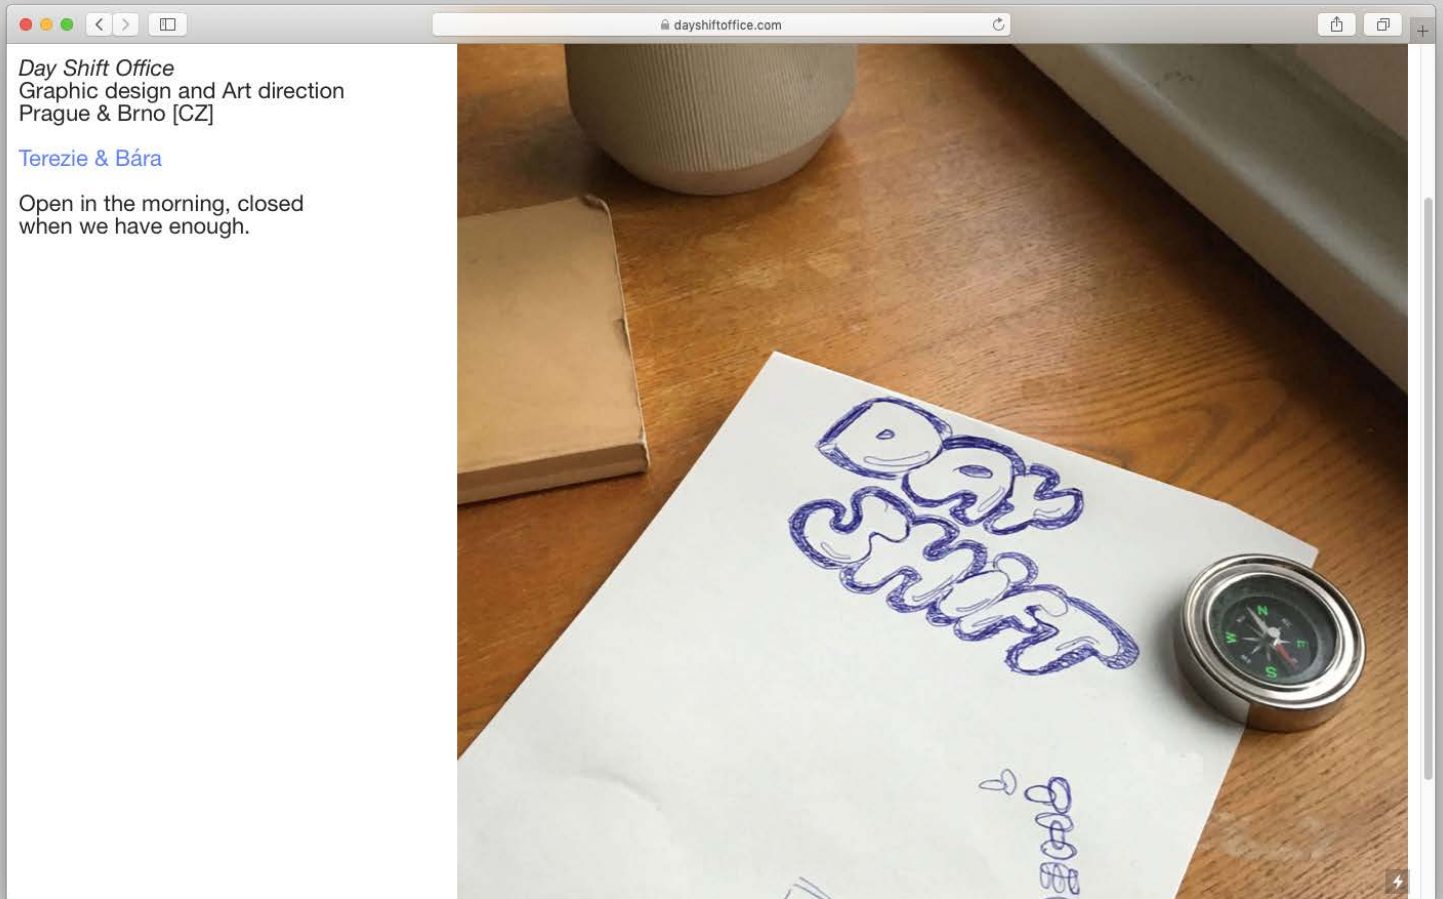 dayshiftoffice.com
Day Shift Office
Graphic design and Art direction
Prague & Brno [CZ]
Terezie & Bára
Open in the morning, closed
when we have enough.
DAY
SHiFT
N
W
E
S